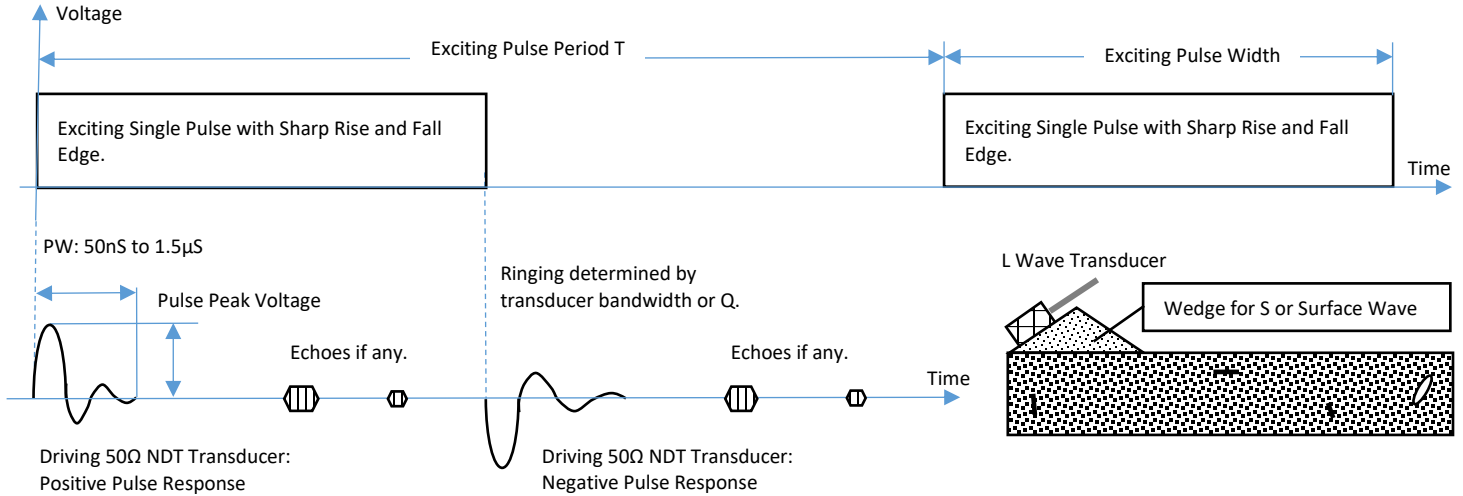 Voltage
Exciting Pulse Period T
Exciting Pulse Width
Exciting Single Pulse with Sharp Rise and Fall
Edge.
Exciting Single Pulse with Sharp Rise and Fall
Edge.
Time
PW: 50nS to 1.5µS
Pulse Peak Voltage
Ringing determined by
transducer bandwidth or Q.
L Wave Transducer
Wedge for S or Surface Wave
Echoes if any.
Echoes if any.
Time
Driving 50Ω NDT Transducer:
Positive Pulse Response
Driving 50Ω NDT Transducer:
Negative Pulse Response